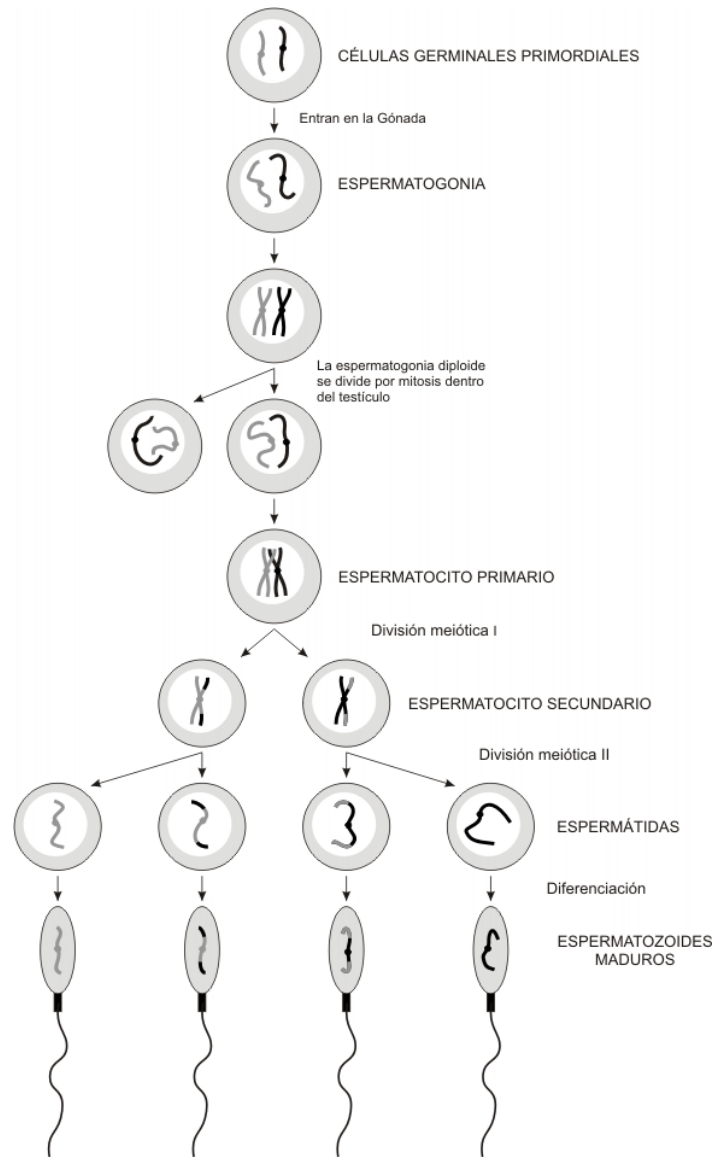 CÉLULAS GERMINALES PRIMORDIALES
Entran en la Gónada
ESPERMATOGONIA
La espermatogonia diploide
se divide por mitosis dentro
del testículo
ESPERMATOCITO PRIMARIO
División meiótica I
ESPERMATOCITO SECUNDARIO
División meiótica II
ESPERMÁTIDAS
Diferenciación
ESPERMATOZOIDES
MADUROS